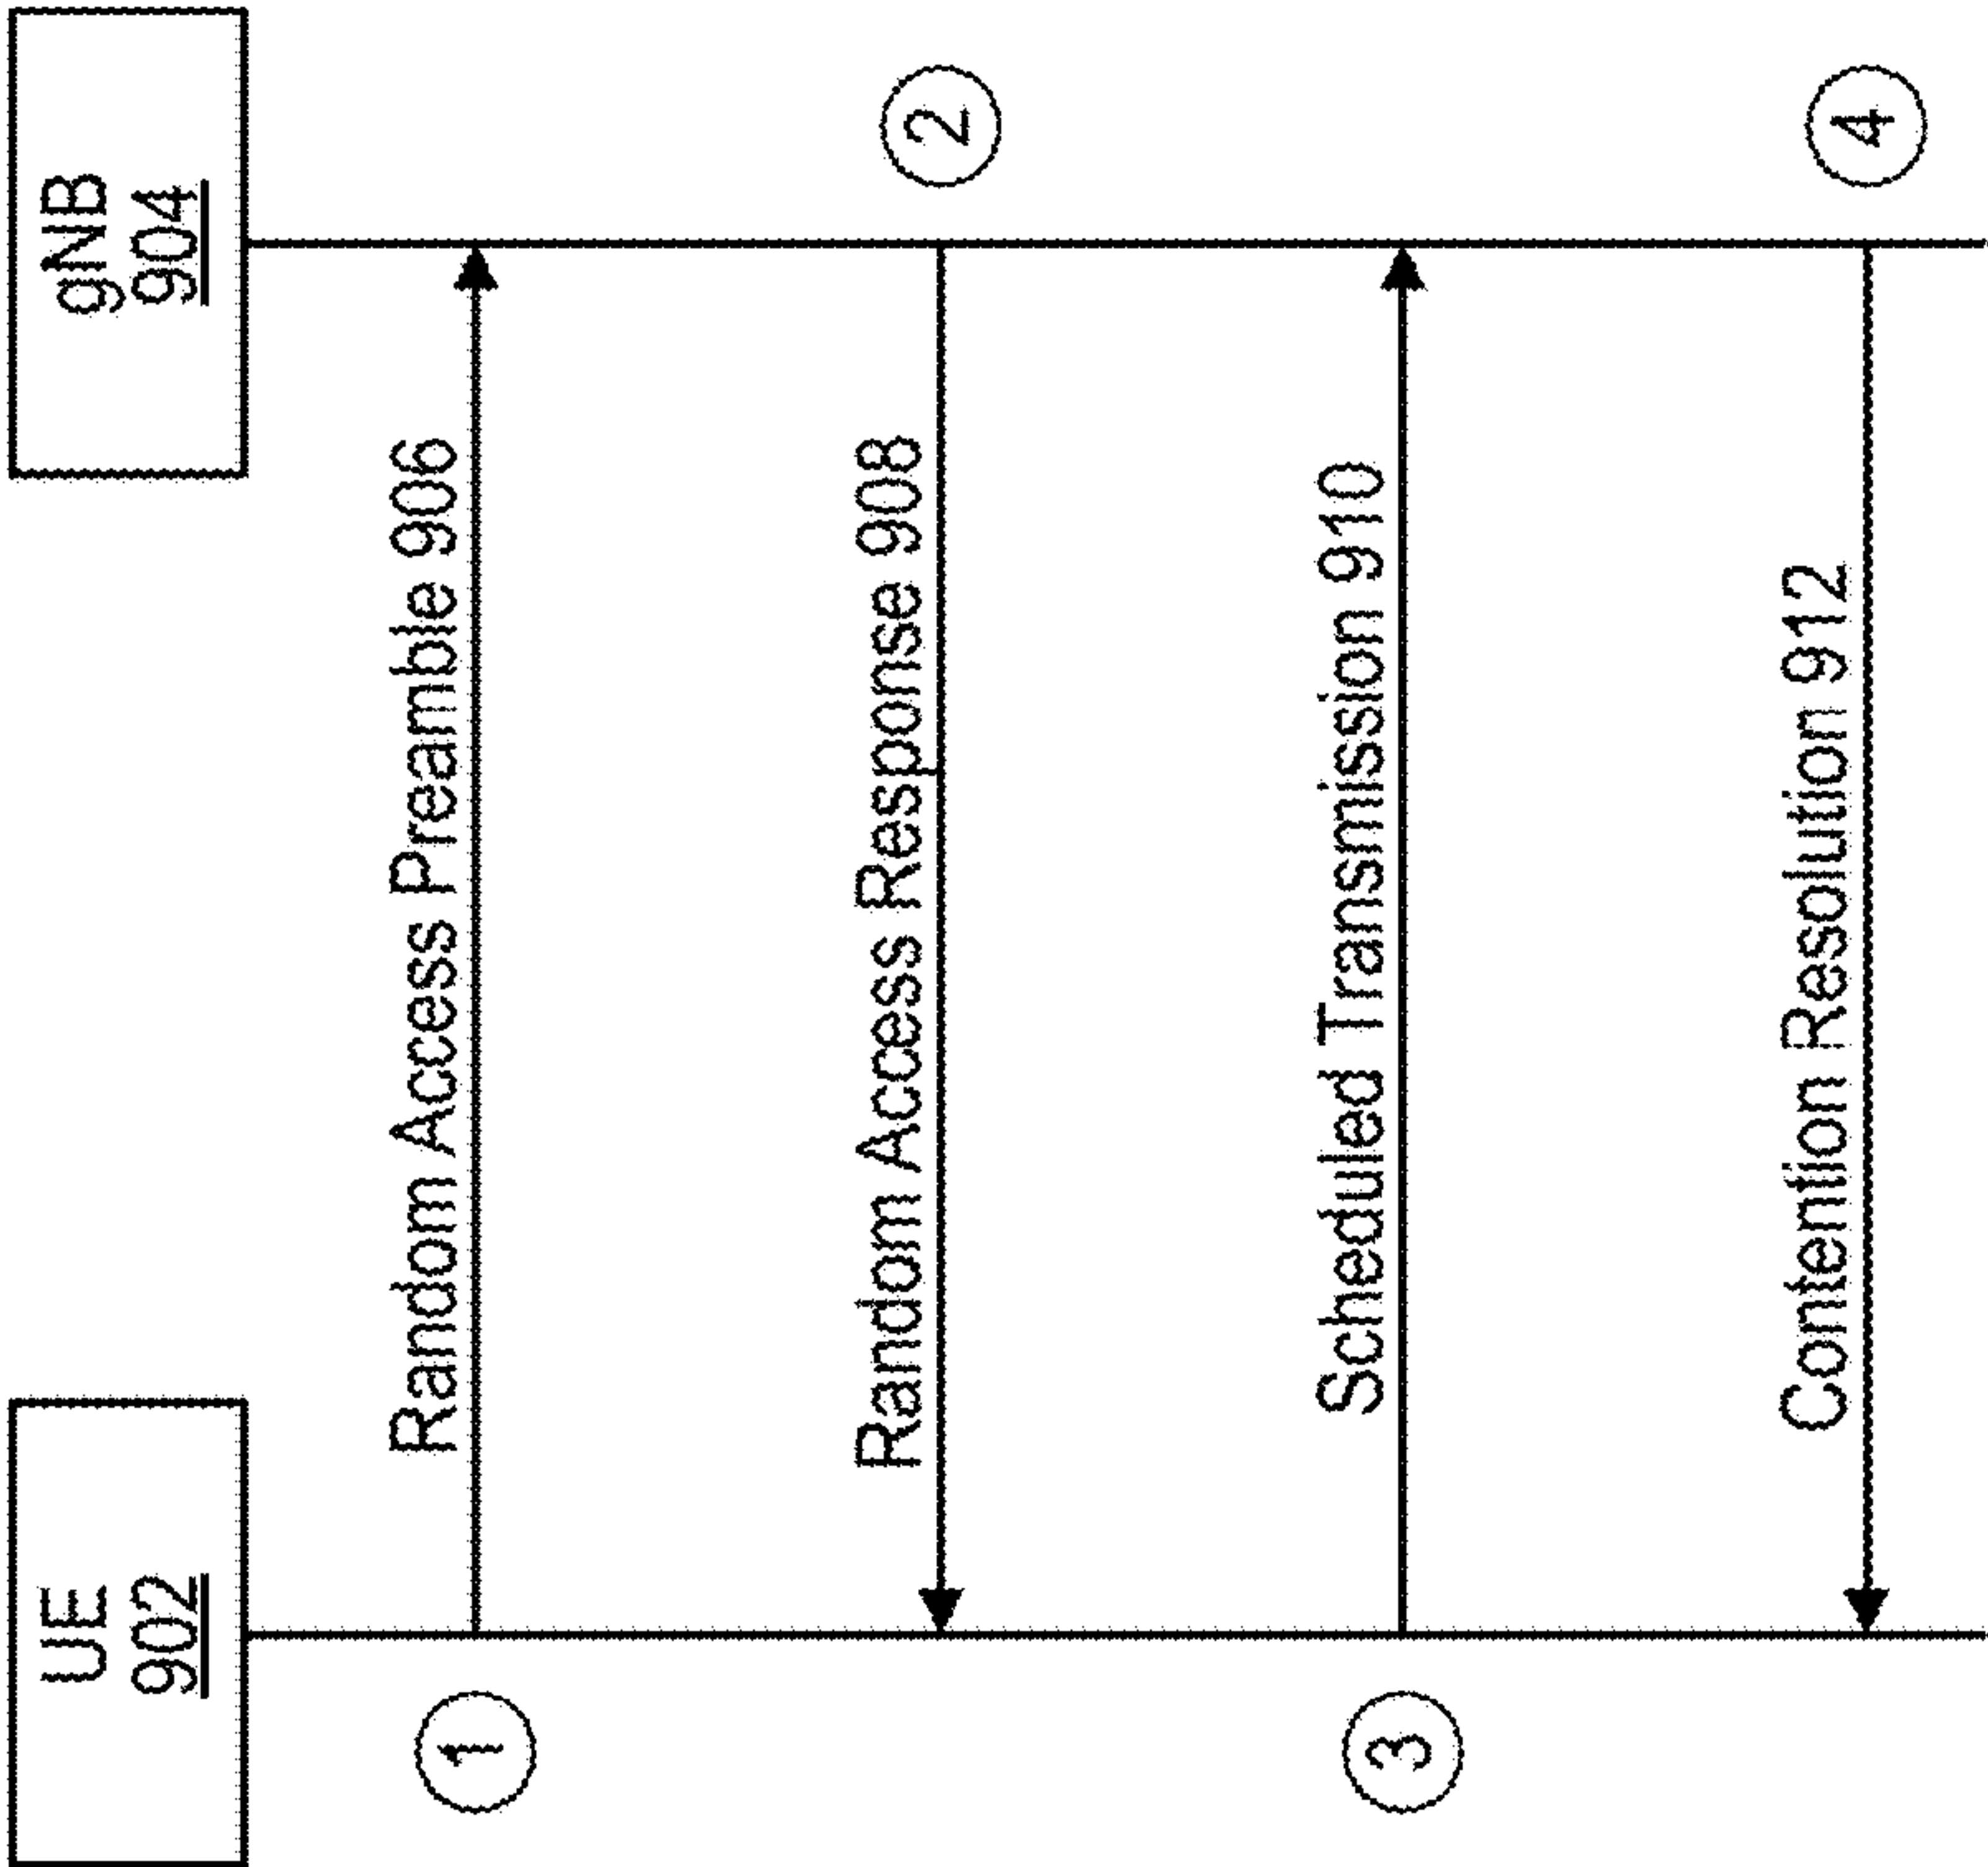 UE
902
gNB
904
1
Random Access Preamble 906
Random Access Response 908
2
3
Scheduled Transmission 910
Contention Resolution 912
4